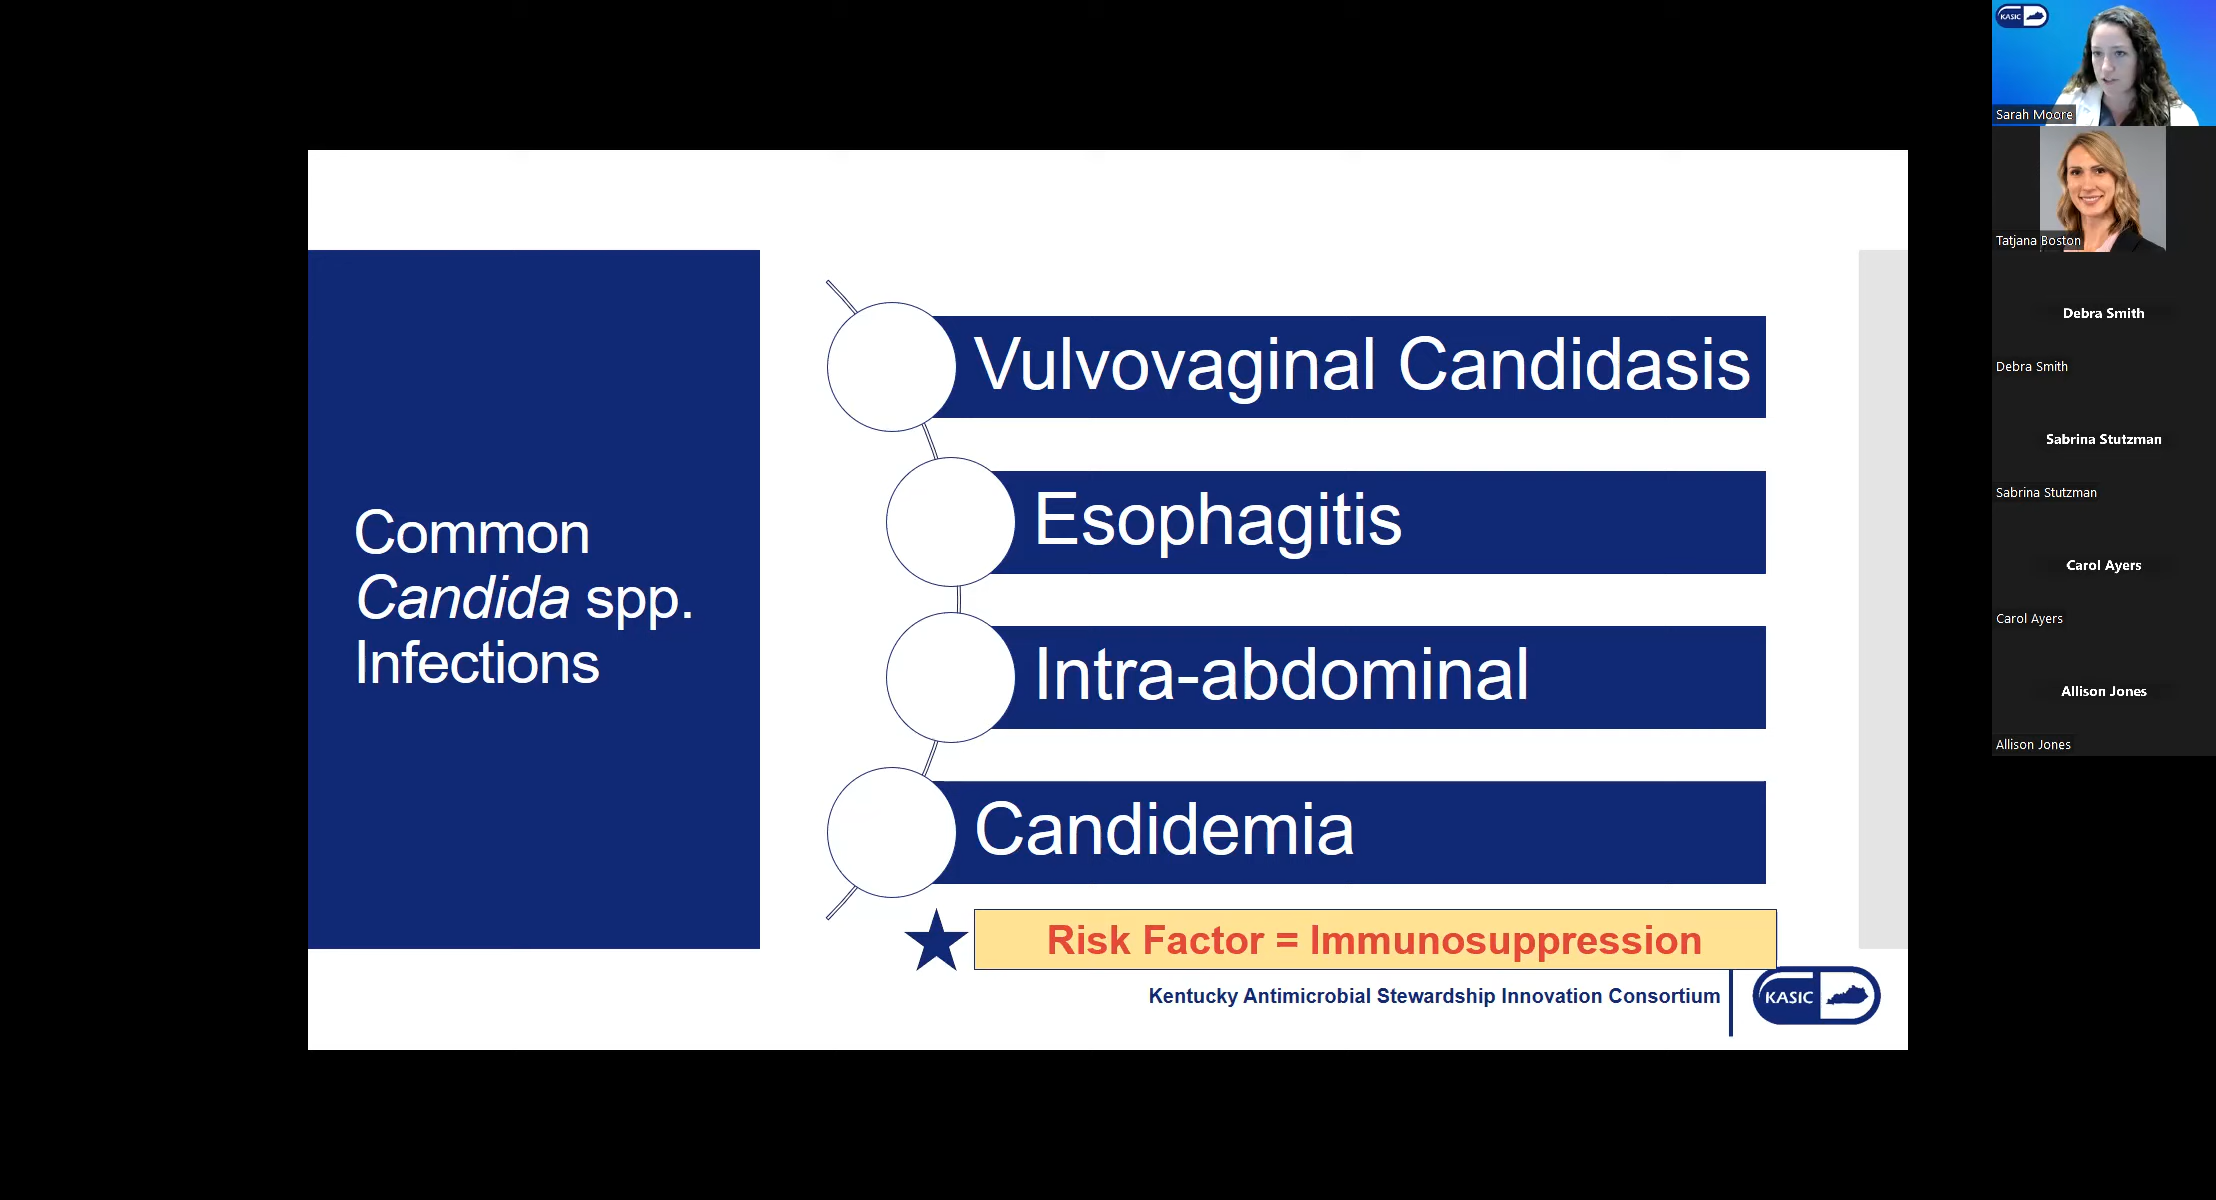 Common
Candida spp.
Infections
Vulvovaginal Candidasis
Esophagitis
Intra-abdominal
Candidemia
Risk Factor = Immunosuppression
Kentucky Antimicrobial Stewardship Innovation Consortium
KASIC
KASIC
Sarah Moore
Tatjana Boston
Debra Smith
Debra Smith
Sabrina Stutzman
Sabrina Stutzman
Carol Ayers
Carol Ayers
Allison Jones
Allison Jones